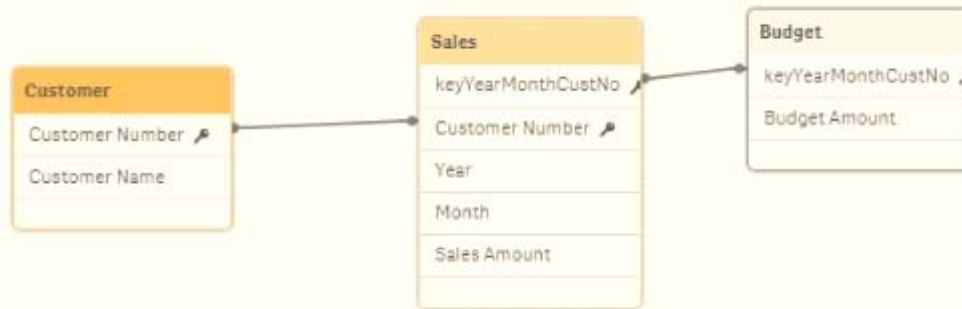 Customer
Customer Number
Customer Name
Sales
keyYearMonthCustNo
Customer Number
Year
Month
Sales Amount
Budget
keyYearMonthCustNo
Budget Amount